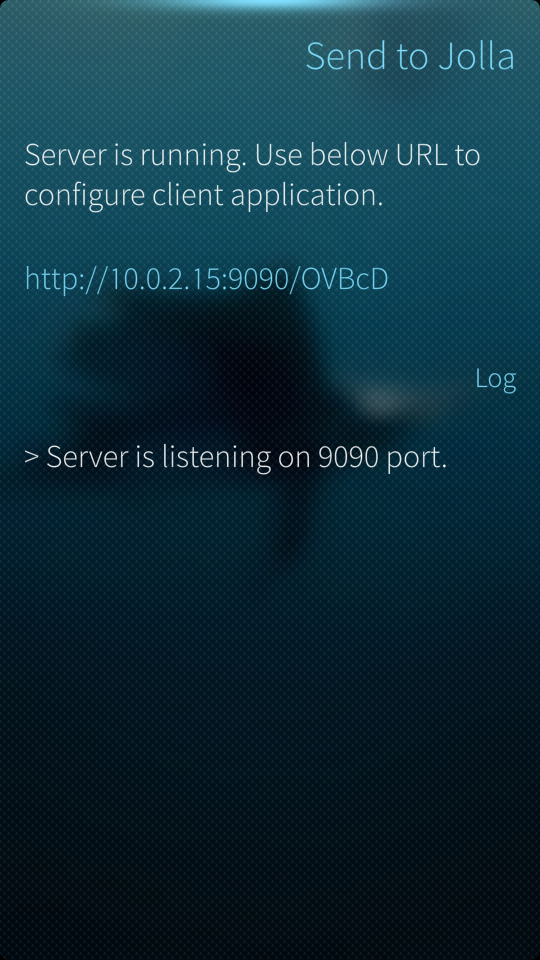 Send to Jolla
Server is running. Use below URL to
configure client application.
http://10.0.2.15:9090/OVBcD
Log
> Server is listening on 9090 port.